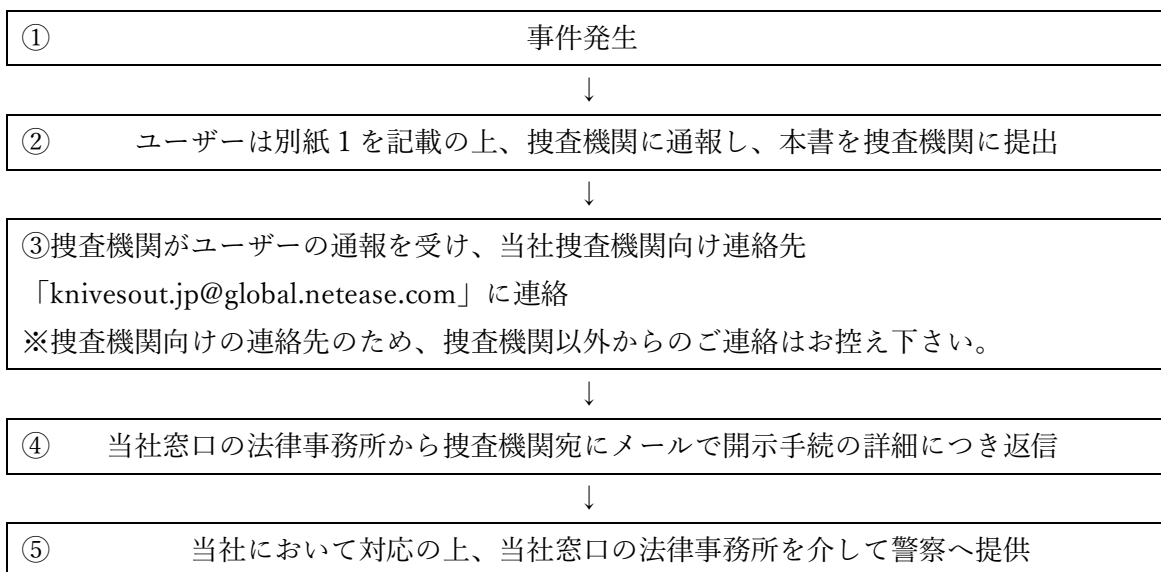 ① 事件発生
↓
② ユーザーは別紙１を記載の上、捜査機関に通報し、本書を捜査機関に提出
↓
③捜査機関がユーザーの通報を受け、当社捜査機関向け連絡先
「knivesout.jp@global.netease.com」に連絡
※捜査機関向けの連絡先のため、捜査機関以外からのご連絡はお控え下さい。
↓
④ 当社窓口の法律事務所から捜査機関宛にメールで開示手続の詳細につき返信
↓
⑤ 当社において対応の上、当社窓口の法律事務所を介して警察へ提供